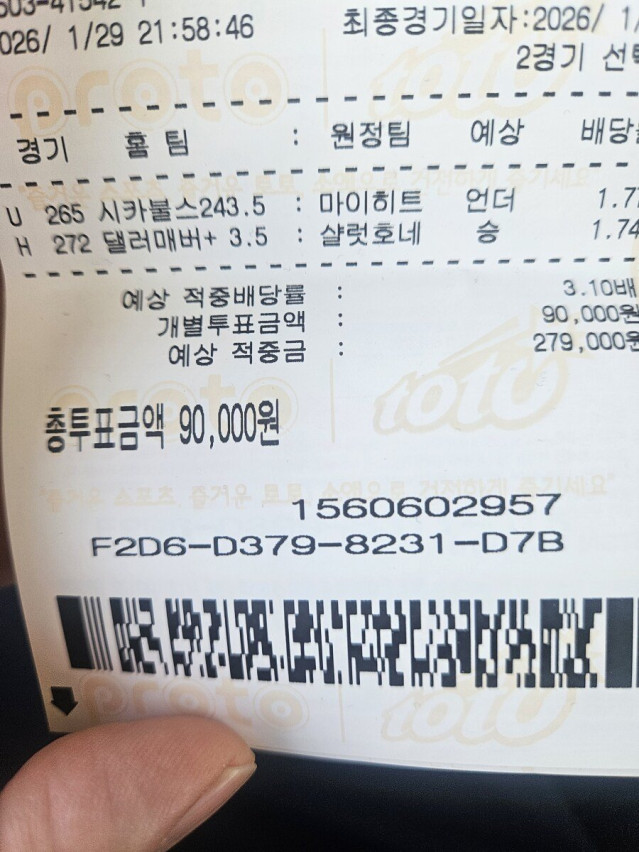 026/ 1/29 21:58:46
최종경기일자:2026/ 1/
2경기 선택
경기 홈 팀 : 원정팀 예상 배당률
U 265 시카불스243.5 : 마이히트 언더 1.7
H 272 댈러매버+ 3.5 : 샬럿호네 승 1.74
예상 적중배당률 : 3.10배
개별투표금액 : 90,000원
예상 적중금 : 279,000원
총투표금액 90,000원
1560602957
F2D6-D379-8231-D7B
proto
toto